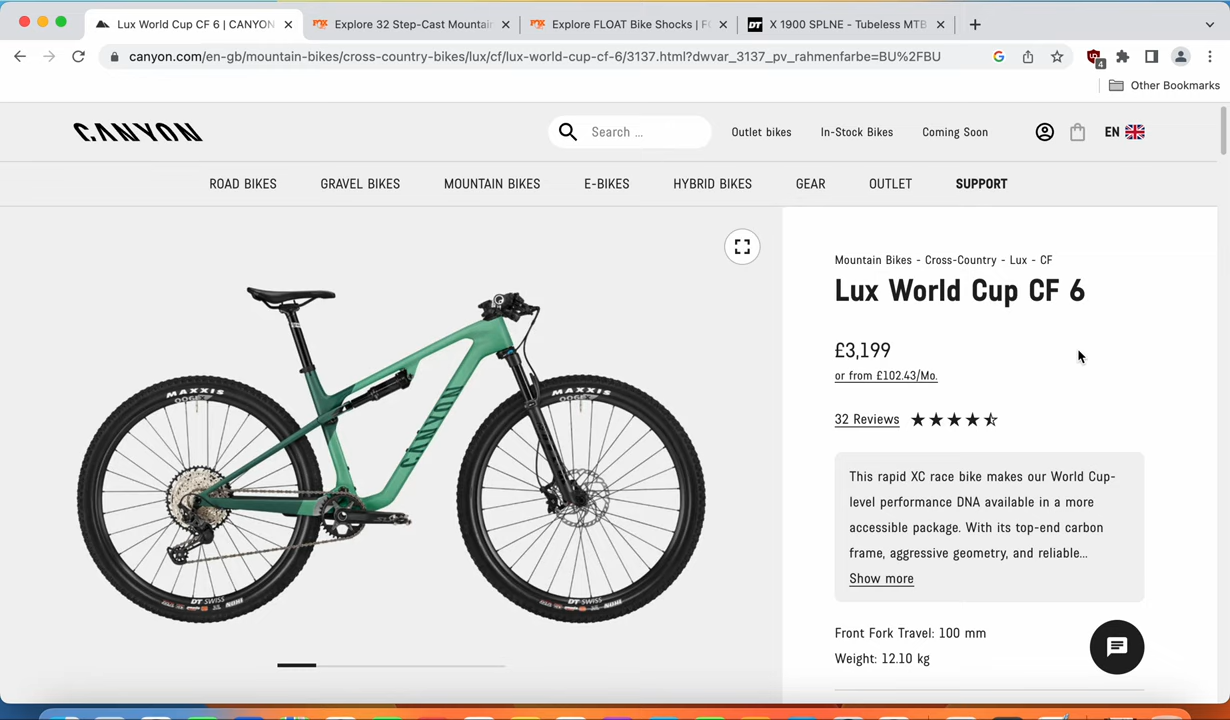 Lux World Cup CF 6 | CANYON
Explore 32 Step-Cast Mountain
Explore FLOAT Bike Shocks | FO
X 1900 SPLNE - Tubeless MTB
canyon.com/en-gb/mountain-bikes/cross-country-bikes/lux/cf/lux-world-cup-cf-6/3137.html?dwvar_3137_pv_rahmenfarbe=BU%2FBU
4
Other Bookmarks
CANYON
Search ...
Outlet bikes
In-Stock Bikes
Coming Soon
EN
ROAD BIKES
GRAVEL BIKES
MOUNTAIN BIKES
E-BIKES
HYBRID BIKES
GEAR
OUTLET
SUPPORT
MAXXIS
CANYON
MAXXIS
DT SWISS
DT SWISS
Mountain Bikes - Cross-Country - Lux - CF
Lux World Cup CF 6
£3,199
or from £102.43/Mo.
32 Reviews
This rapid XC race bike makes our World Cup-
level performance DNA available in a more
accessible package. With its top-end carbon
frame, aggressive geometry, and reliable...
Show more
Front Fork Travel: 100 mm
Weight: 12.10 kg